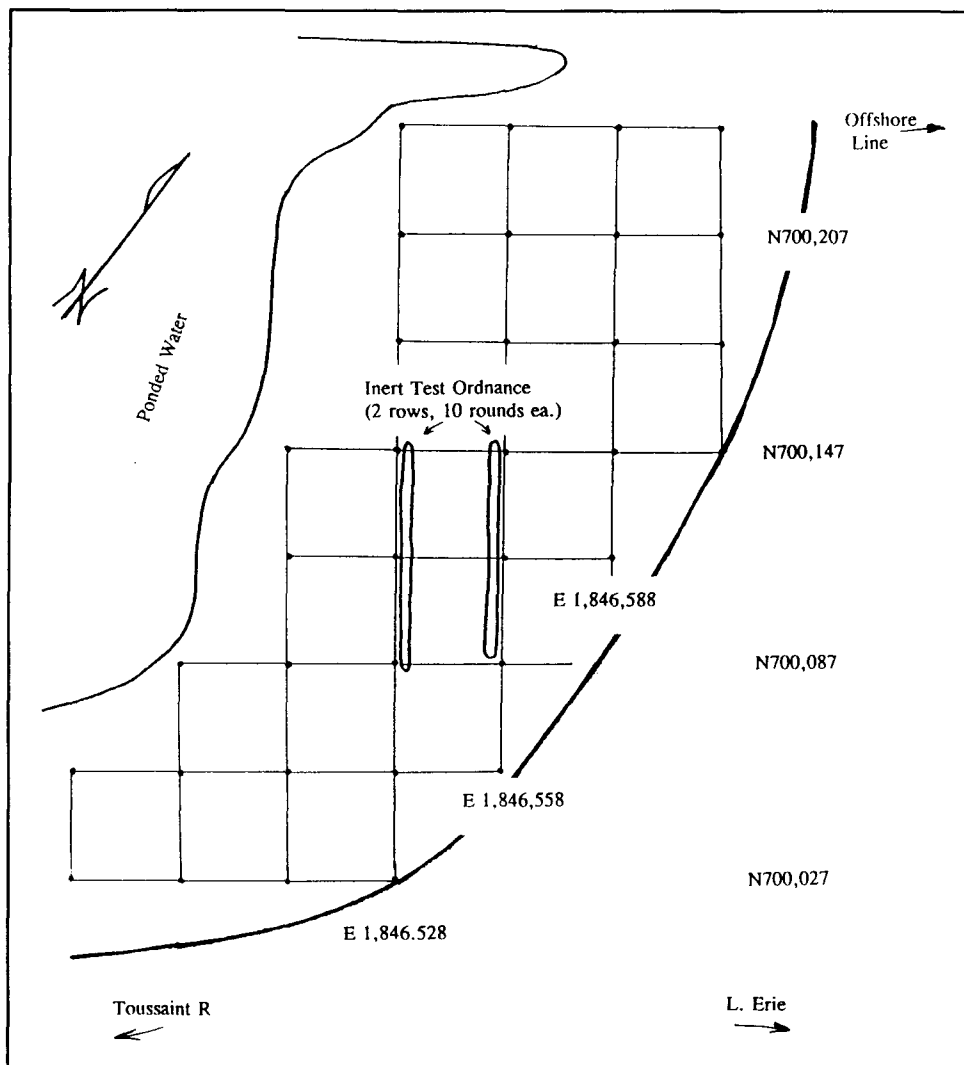 Offshore
Line
N700,207
Ponded Water
Inert Test Ordnance
(2 rows, 10 rounds ea.)
N700,147
E 1,846,588
N700,087
E 1,846,558
N700,027
E 1,846.528
Toussaint R
L. Erie